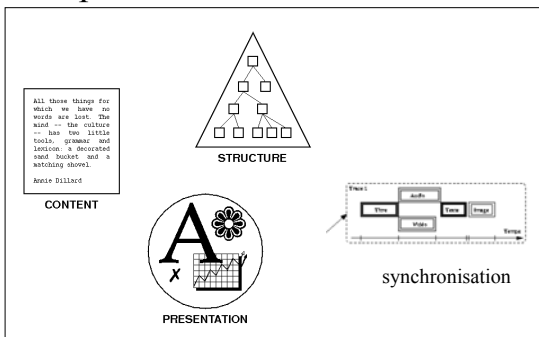 All those things for
which we have no
words are lost. The
mind -- the culture
-- has two little
tools, grammar and
lexicon: a decorated
sand bucket and a
matching shovel.
Annie Dillard
CONTENT
STRUCTURE
A
PRESENTATION
Audio
Titre
Texte
Image
Vidéo
Temps
synchronisation